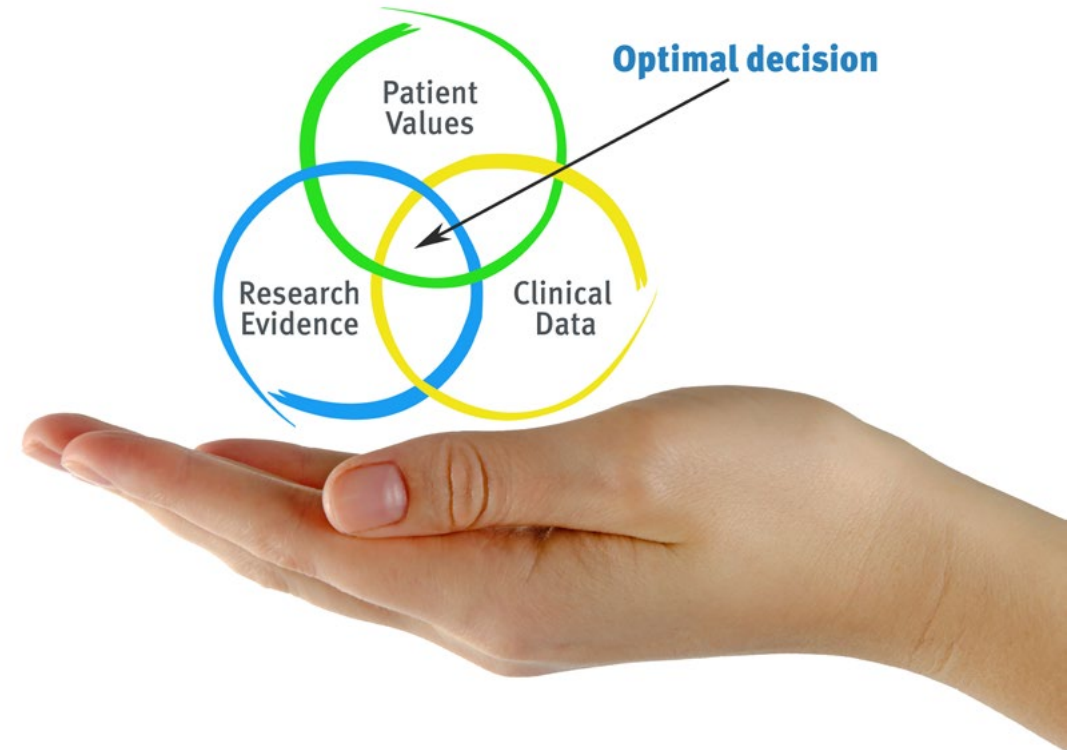 Optimal decision
Patient
Values
Research
Evidence
Clinical
Data